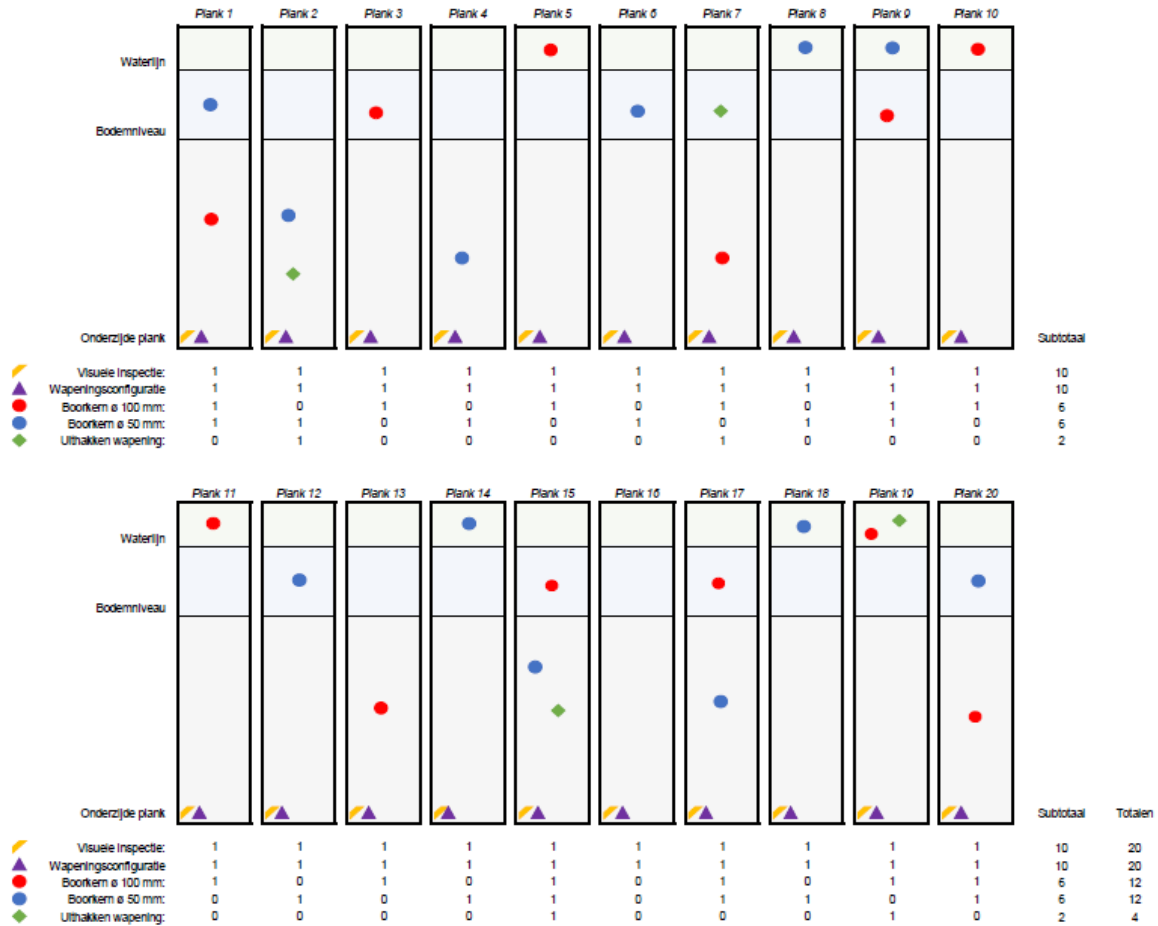 Plank 1 Plank 2 Plank 3 Plank 4 Plank 5 Plank 6 Plank 7 Plank 8 Plank 9 Plank 10
Waterlijn
Bodemniveau
Onderzijde plank Subtotaal
Visuele inspectie: 1 1 1 1 1 1 1 1 1 1 10
Wapeningsconfiguratie 1 1 1 1 1 1 1 1 1 1 10
Boorkern ø 100 mm: 1 0 1 0 1 0 1 0 1 1 6
Boorkern ø 50 mm: 1 1 0 1 0 1 0 1 1 0 6
Uithakken wapening: 0 1 0 0 0 0 1 0 0 0 2
Plank 11 Plank 12 Plank 13 Plank 14 Plank 15 Plank 16 Plank 17 Plank 18 Plank 19 Plank 20
Waterlijn
Bodemniveau
Onderzijde plank Subtotaal Totalen
Visuele inspectie: 1 1 1 1 1 1 1 1 1 1 10 20
Wapeningsconfiguratie 1 1 1 1 1 1 1 1 1 1 10 20
Boorkern ø 100 mm: 1 0 1 0 1 0 1 0 1 1 6 12
Boorkern ø 50 mm: 0 1 0 1 1 0 1 1 0 1 6 12
Uithakken wapening: 0 0 0 0 1 0 0 0 1 0 2 4